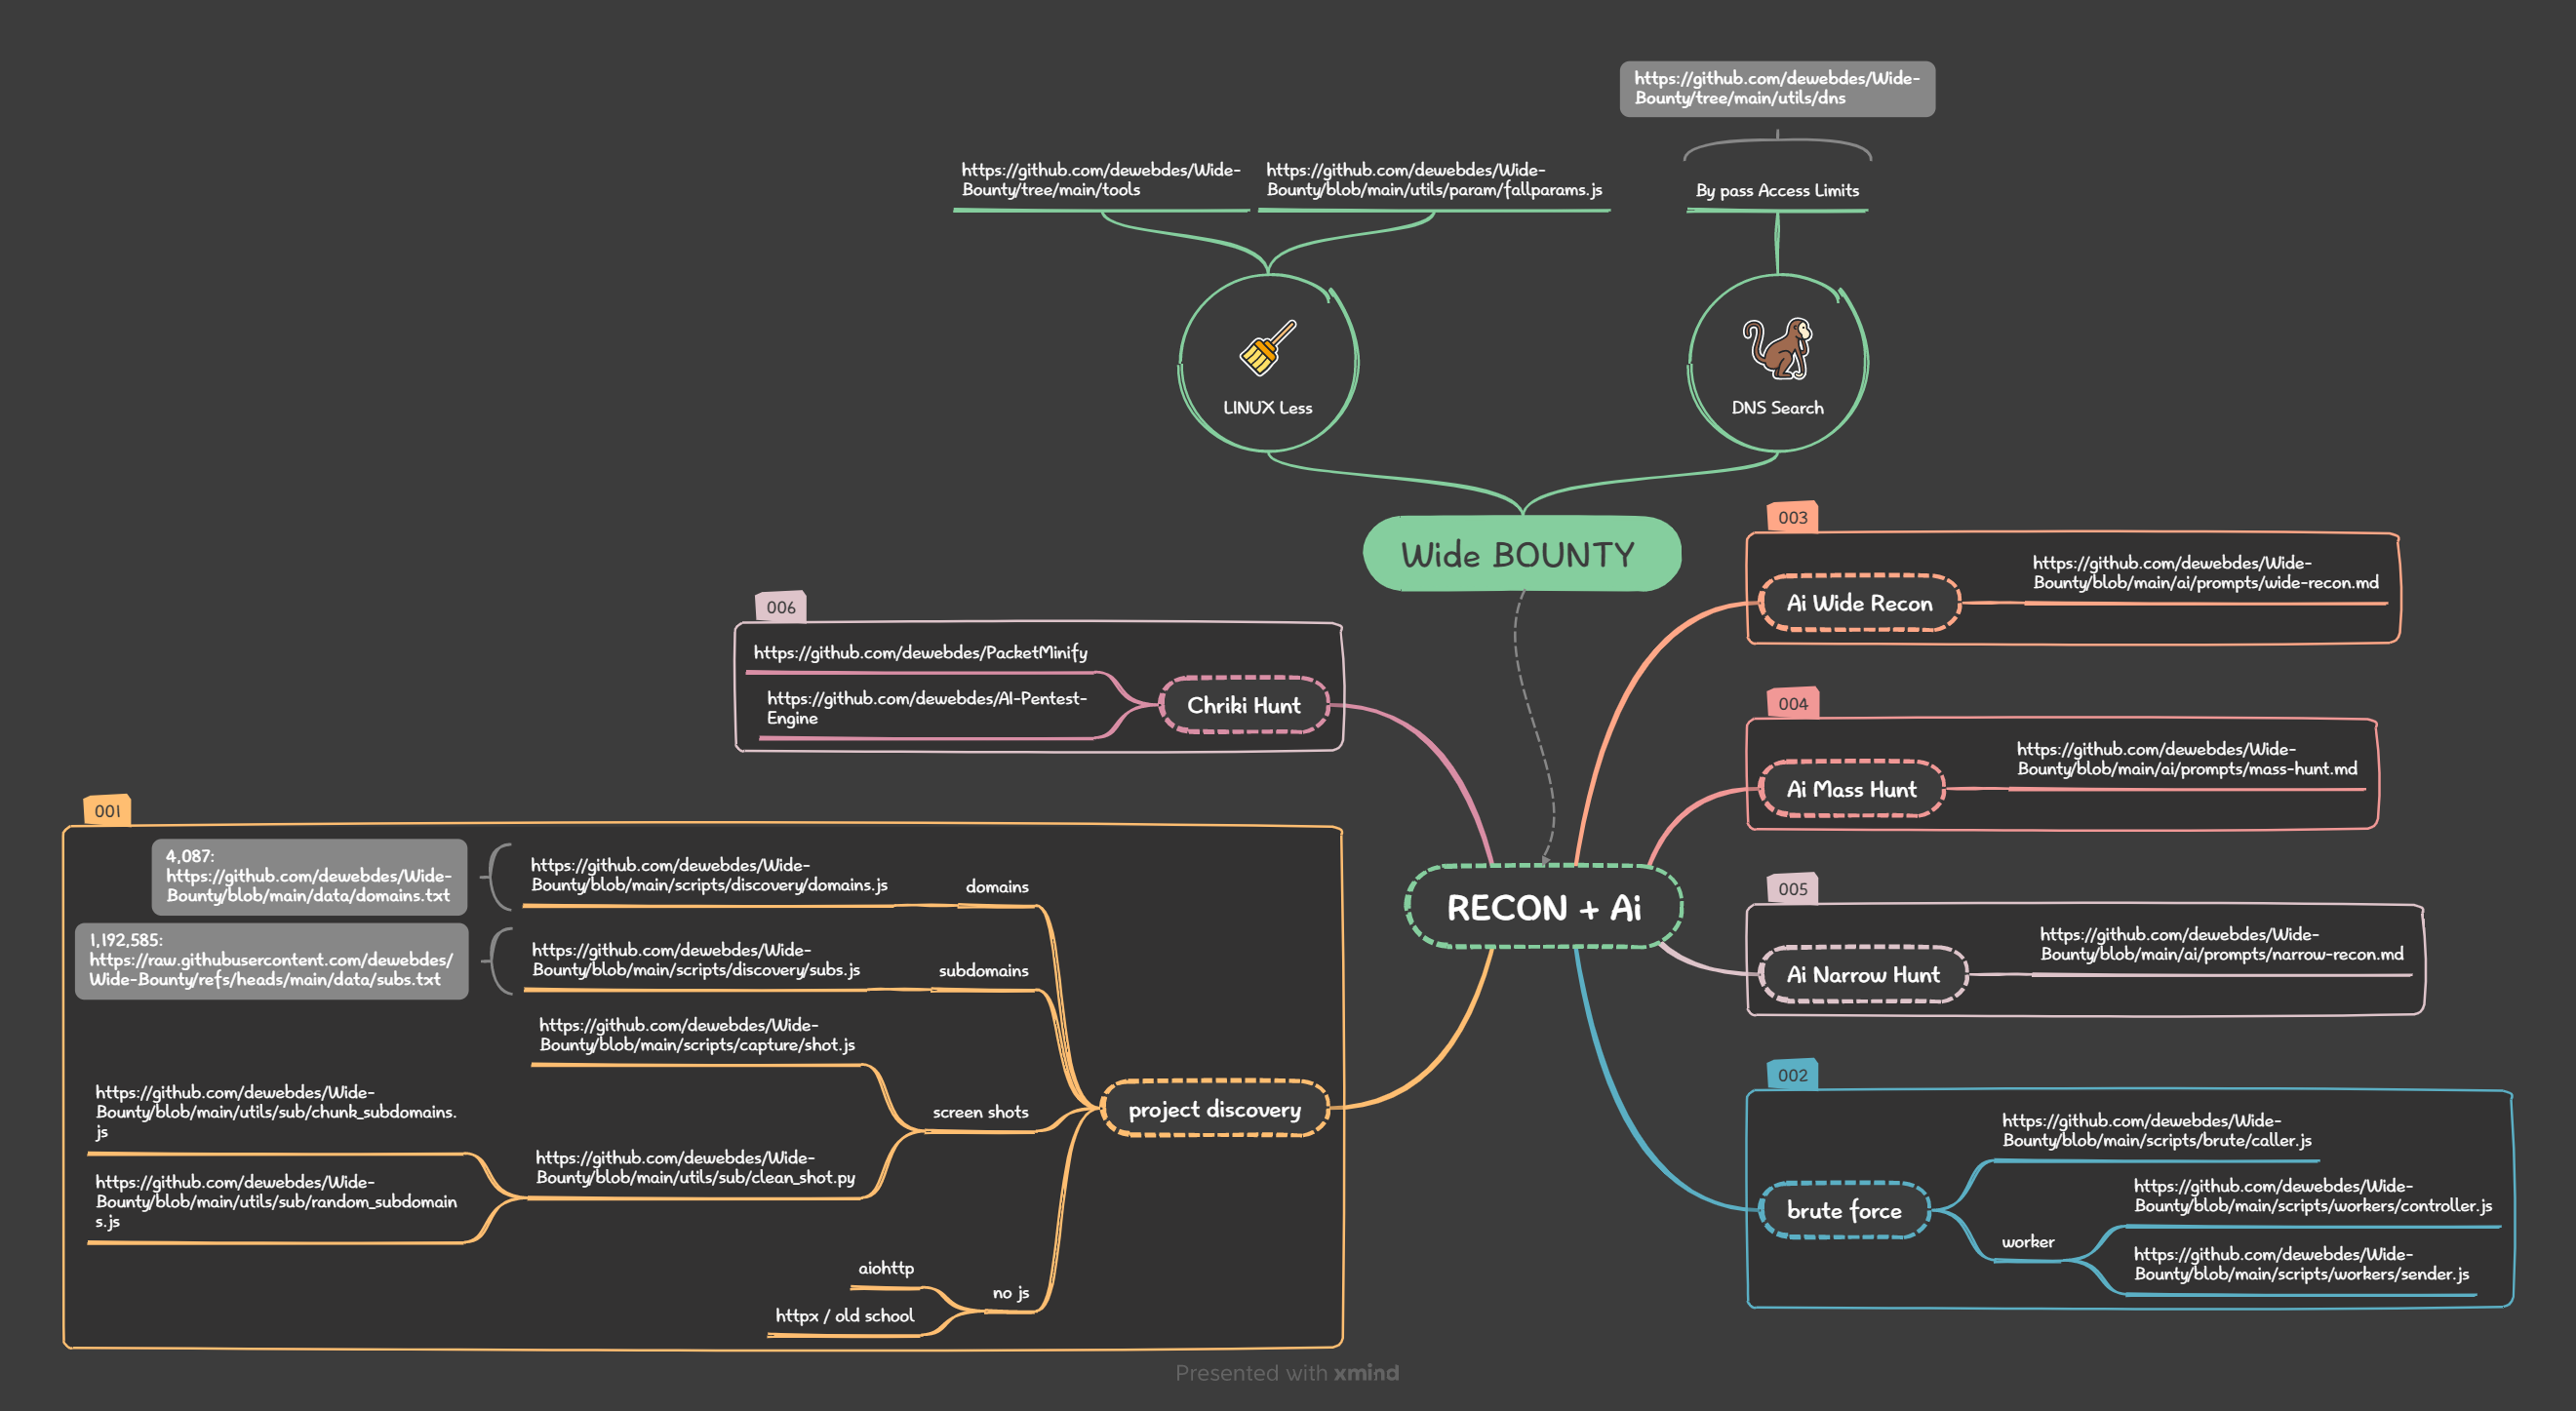 https://github.com/dewebdes/Wide-
Bounty/tree/main/utils/dns
https://github.com/dewebdes/Wide-
Bounty/tree/main/tools
https://github.com/dewebdes/Wide-
Bounty/blob/main/utils/param/fallparams.js
By pass Access Limits
LINUX Less
DNS Search
Wide BOUNTY
003
Ai Wide Recon
https://github.com/dewebdes/Wide-
Bounty/blob/main/ai/prompts/wide-recon.md
006
https://github.com/dewebdes/PacketMinify
https://github.com/dewebdes/AI-Pentest-
Engine
Chriki Hunt
004
Ai Mass Hunt
https://github.com/dewebdes/Wide-
Bounty/blob/main/ai/prompts/mass-hunt.md
RECON + Ai
005
Ai Narrow Hunt
https://github.com/dewebdes/Wide-
Bounty/blob/main/ai/prompts/narrow-recon.md
001
4,087:
https://github.com/dewebdes/Wide-
Bounty/blob/main/data/domains.txt
https://github.com/dewebdes/Wide-
Bounty/blob/main/scripts/discovery/domains.js
domains
1,192,585:
https://raw.githubusercontent.com/dewebdes/
Wide-Bounty/refs/heads/main/data/subs.txt
https://github.com/dewebdes/Wide-
Bounty/blob/main/scripts/discovery/subs.js
subdomains
https://github.com/dewebdes/Wide-
Bounty/blob/main/scripts/capture/shot.js
screen shots
https://github.com/dewebdes/Wide-
Bounty/blob/main/utils/sub/chunk_subdomains.
js
https://github.com/dewebdes/Wide-
Bounty/blob/main/utils/sub/clean_shot.py
https://github.com/dewebdes/Wide-
Bounty/blob/main/utils/sub/random_subdomain
s.js
project discovery
aiohttp
no js
httpx / old school
002
brute force
https://github.com/dewebdes/Wide-
Bounty/blob/main/scripts/brute/caller.js
worker
https://github.com/dewebdes/Wide-
Bounty/blob/main/scripts/workers/controller.js
https://github.com/dewebdes/Wide-
Bounty/blob/main/scripts/workers/sender.js
Presented with xmind